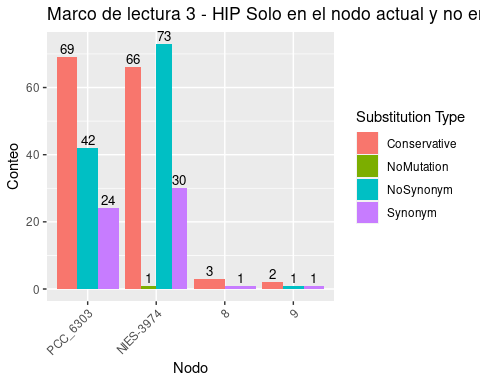 Marco de lectura 3 - HIP Solo en el nodo actual y no
Conteo
60
40
20
0
69
42
24
66
1
73
30
3
1
2
1
1
PCC_6303
NIES-3974
8
9
Nodo
Substitution Type
Conservative
NoMutation
NoSynonym
Synonym